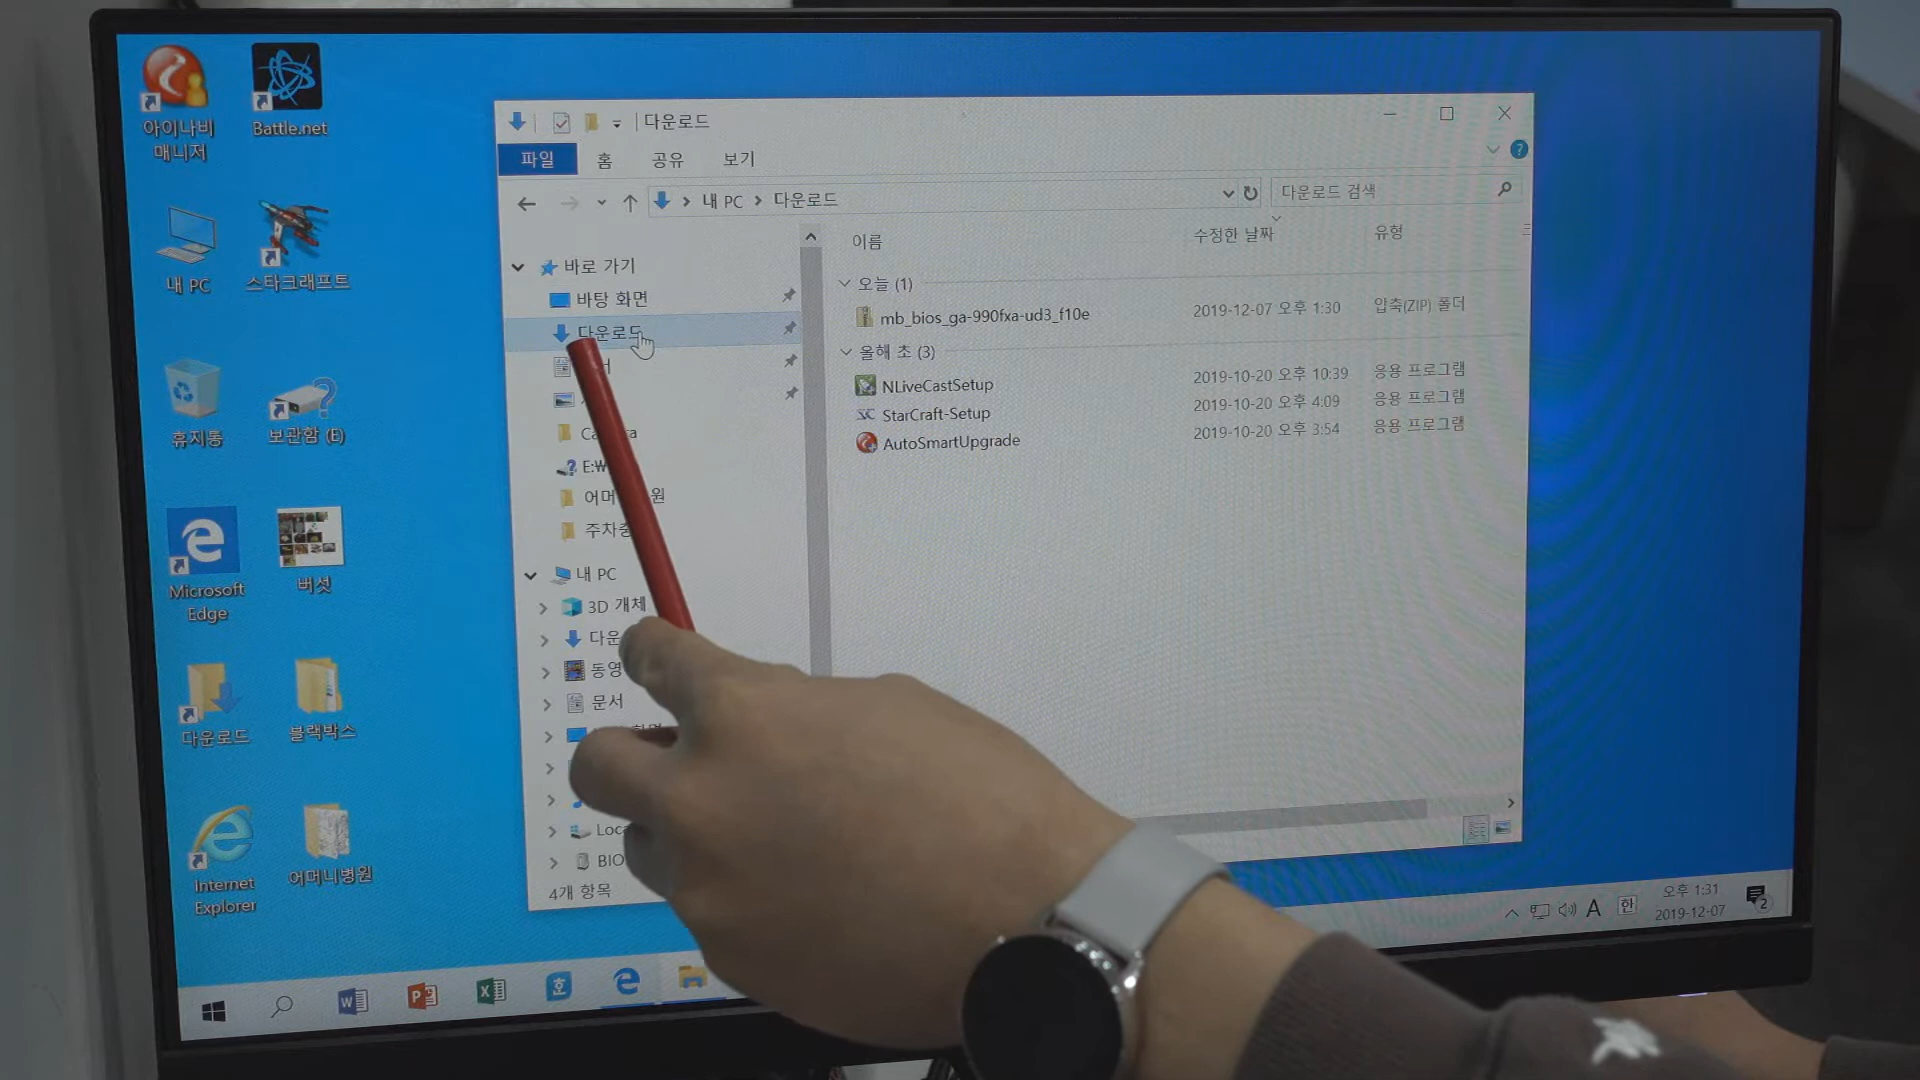 아이나비
매니저
Battle.net
내 PC
스타크래프트
휴지통
보관함 (E)
Microsoft
Edge
버섯
다운로드
블랙박스
Internet
Explorer
어머니병원
다운로드
파일 홈 공유 보기
내 PC 다운로드
다운로드 검색
바로 가기
바탕 화면
다운로드
내 PC
3D 개체
문서
4개 항목
이름 수정한 날짜 유형
오늘 (1)
mb_bios_ga-990fxa-ud3_f10e 2019-12-07 오후 1:30 압축(ZIP) 폴더
올해 초 (3)
NLiveCastSetup 2019-10-20 오후 10:39 응용 프로그램
StarCraft-Setup 2019-10-20 오후 4:09 응용 프로그램
AutoSmartUpgrade 2019-10-20 오후 3:54 응용 프로그램
A 한
오후 1:31
2019-12-07
2